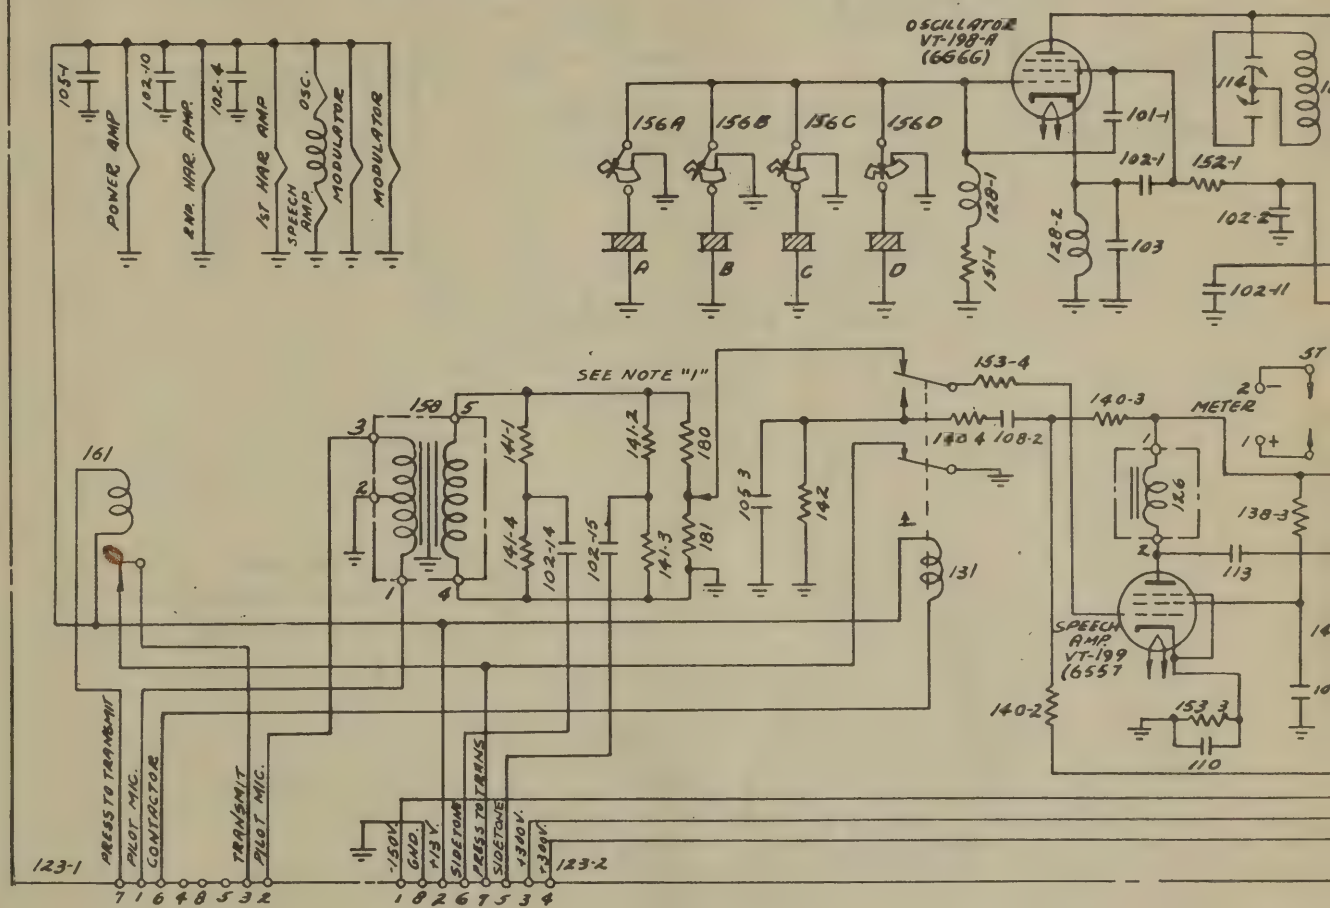 OSCILLATOR
VT-198-A
(6G6G)
105-1
102-10
102-4
POWER AMP
2ND. HAR. AMP.
1ST HAR AMP
OSC.
SPEECH
AMP.
MODULATOR
MODULATOR
156A
156B
156C
156D
A
B
C
D
114
101-1
102-1
152-1
128-1
128-2
151-1
103
102-2
102-11
SEE NOTE "1"
153-4
ST
2 -
METER
1 +
140-3
158
3
5
2
1
4
161
141-1
141-2
180
141-4
102-14
102-15
141-3
181
105 3
142
140 4
108-2
131
1
126
2
138-3
113
SPEECH
AMP.
VT-199
(6SS7
140-2
153 3
110
PRESS TO TRANSMIT
PILOT MIC.
CONTACTOR
TRANSMIT
PILOT MIC.
-150V.
GND.
+13V.
SIDETONE
PRESS TO TRANS
SIDETONE
+300V.
+300V.
123-1
123-2
7 1 6 4 8 5 3 2
1 8 2 6 7 5 3 4